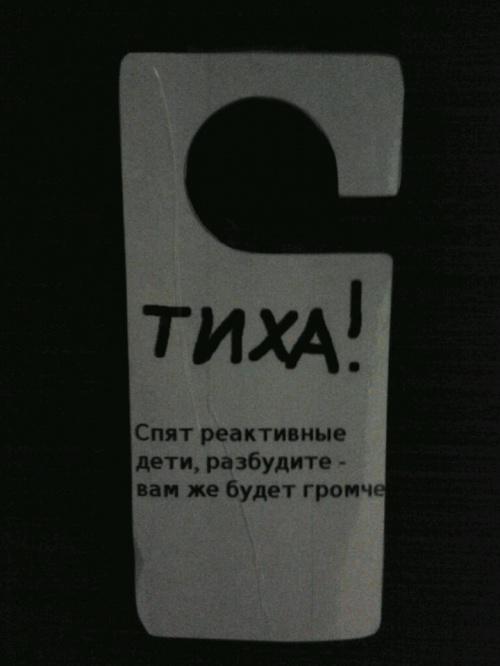 ТИХА!
Спят реактивные
дети, разбудите -
вам же будет громче